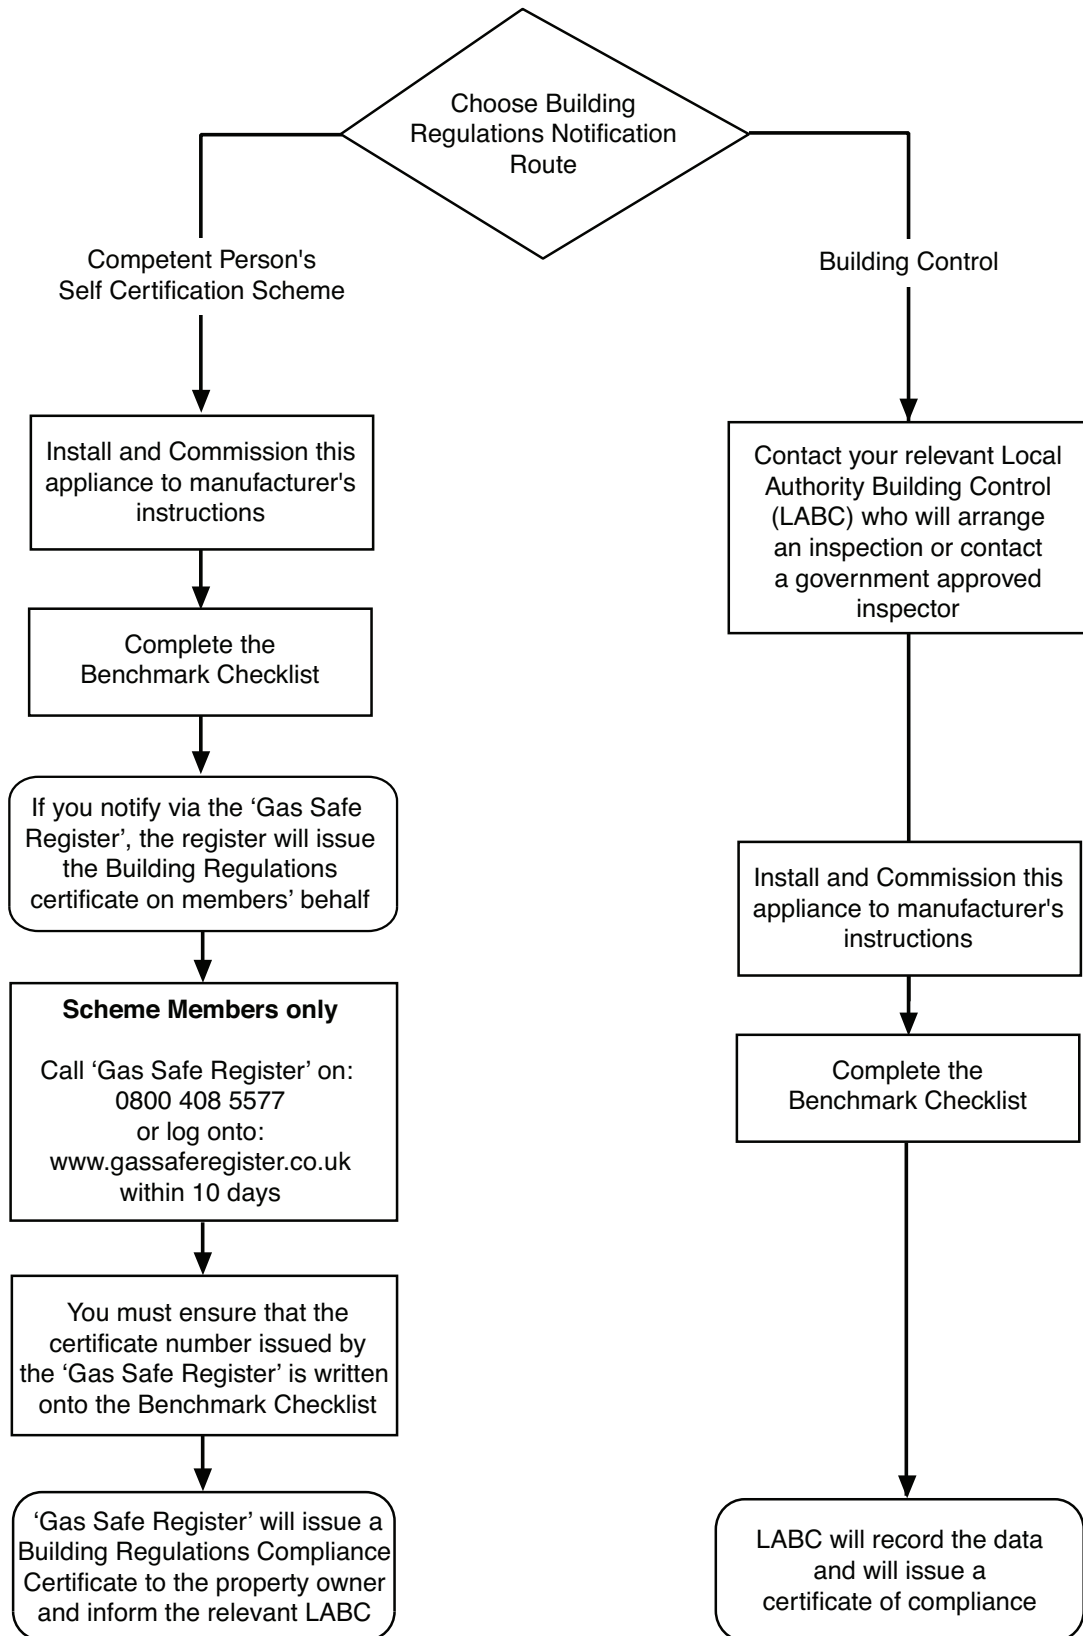 Choose Building
Regulations Notification
Route
Competent Person's
Self Certification Scheme
Install and Commission this
appliance to manufacturer's
instructions
Complete the
Benchmark Checklist
If you notify via the ‘Gas Safe
Register’, the register will issue
the Building Regulations
certificate on members’ behalf
Scheme Members only
Call ‘Gas Safe Register’ on:
0800 408 5577
or log onto:
www.gassaferegister.co.uk
within 10 days
You must ensure that the
certificate number issued by
the ‘Gas Safe Register’ is written
onto the Benchmark Checklist
‘Gas Safe Register’ will issue a
Building Regulations Compliance
Certificate to the property owner
and inform the relevant LABC
Building Control
Contact your relevant Local
Authority Building Control
(LABC) who will arrange
an inspection or contact
a government approved
inspector
Install and Commission this
appliance to manufacturer's
instructions
Complete the
Benchmark Checklist
LABC will record the data
and will issue a
certificate of compliance